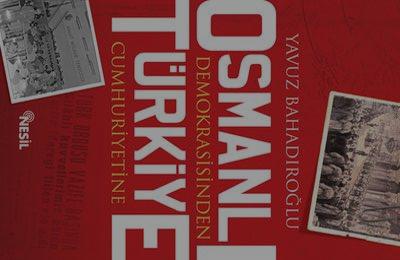 YAVUZ BAHADIROĞLU
OSMANLI
DEMOKRASİSİNDEN
TÜRKİYE
CUMHURİYETİNE
NESİL